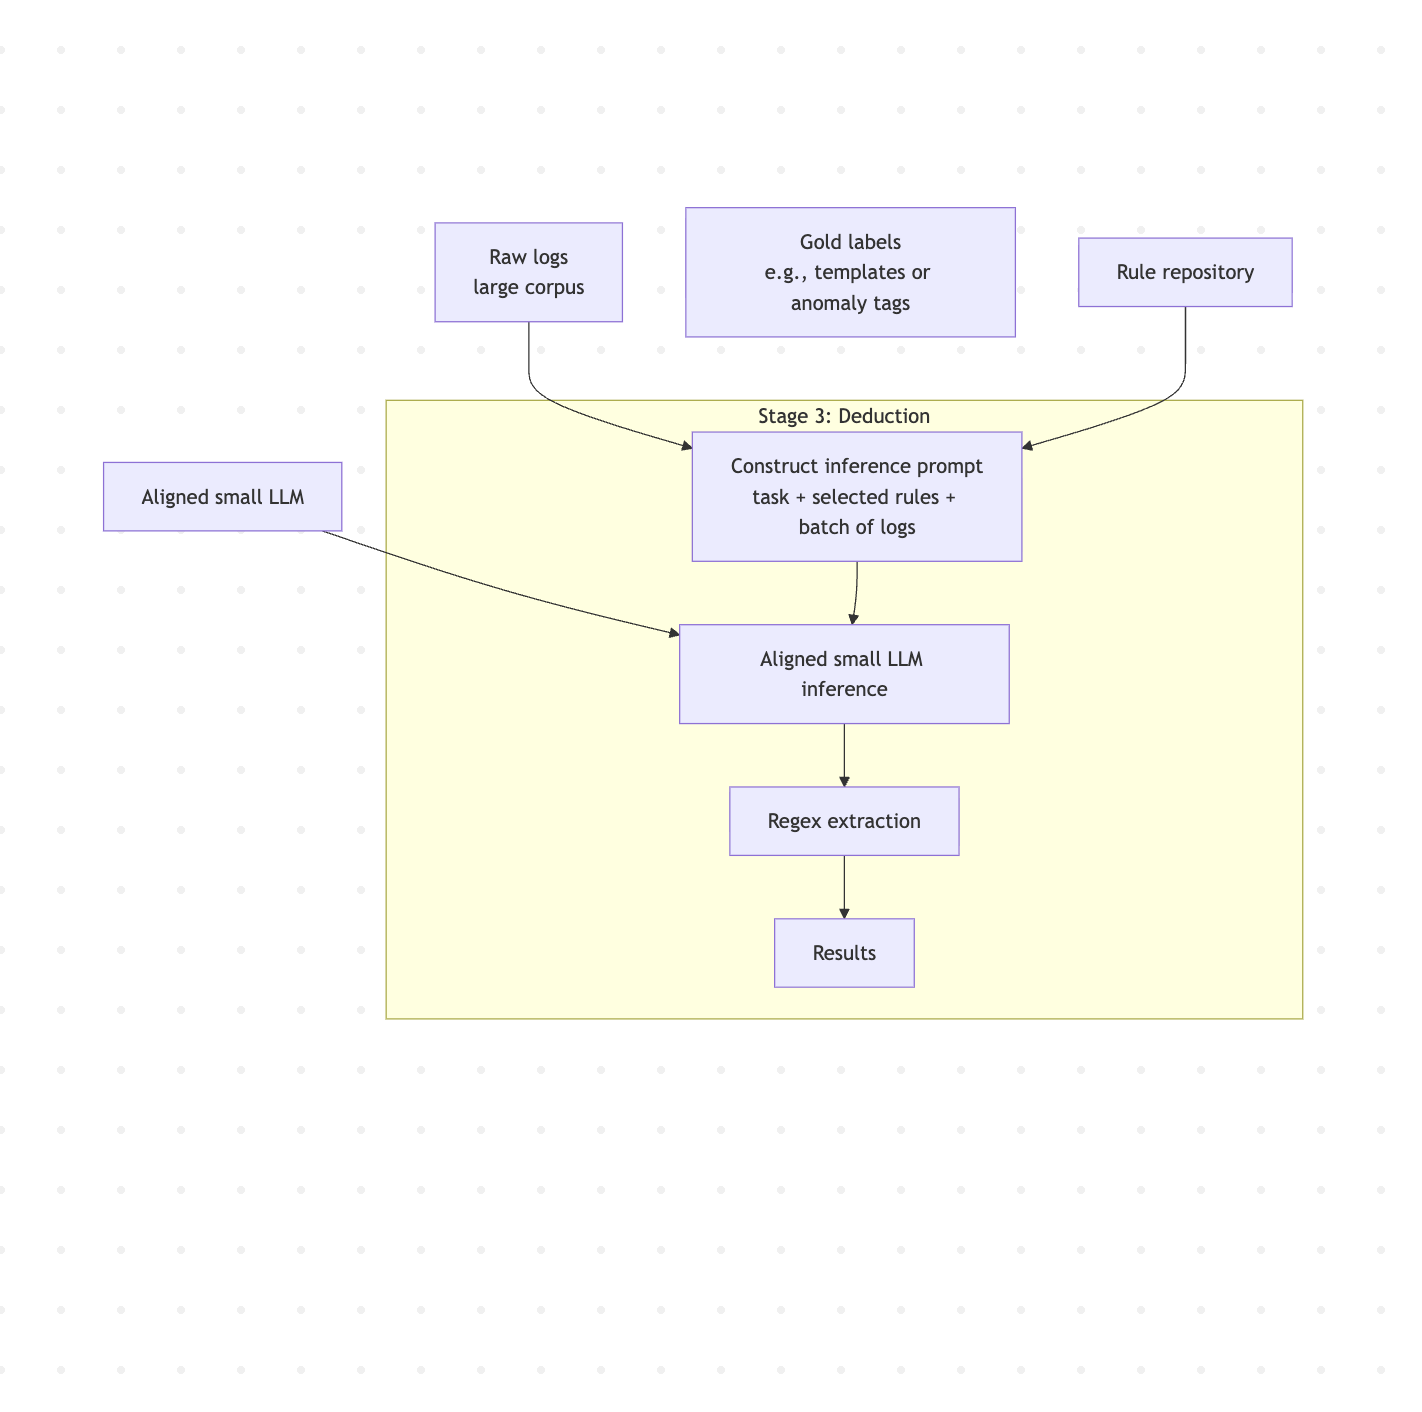 Raw logs
large corpus
Gold labels
e.g., templates or
anomaly tags
Rule repository
Stage 3: Deduction
Construct inference prompt
task + selected rules +
batch of logs
Aligned small LLM
Aligned small LLM
inference
Regex extraction
Results